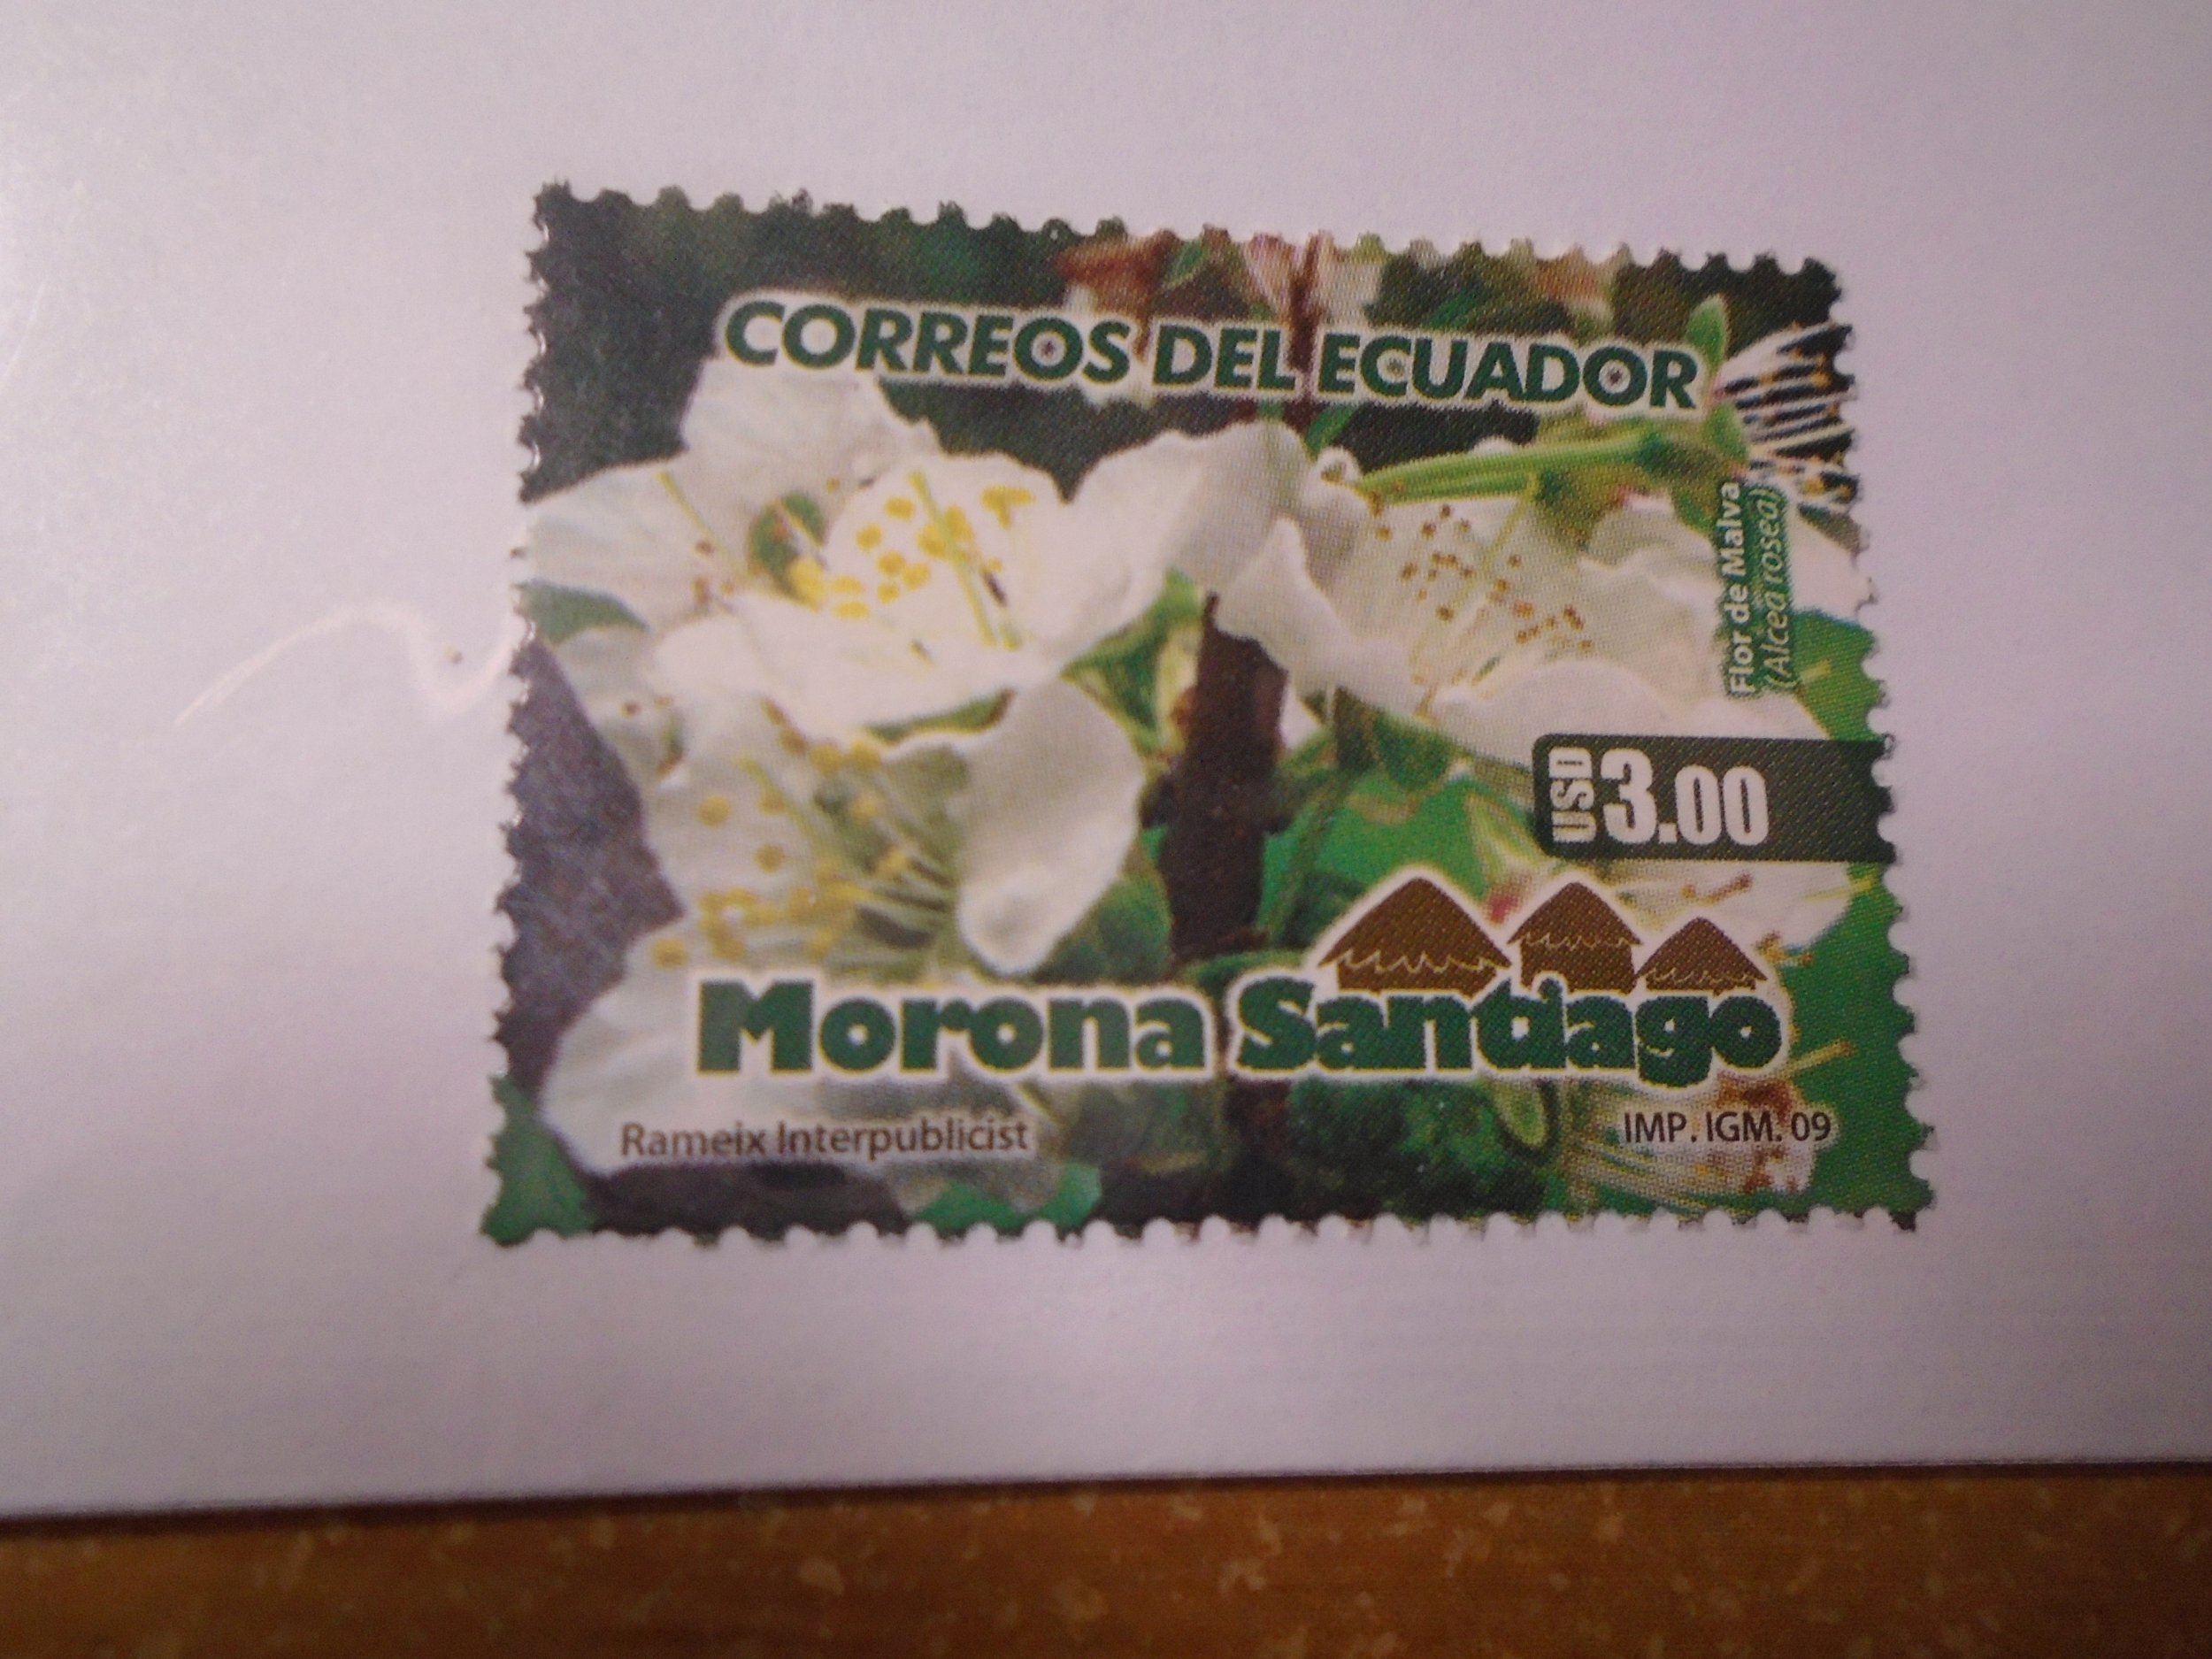 CORREOS DEL ECUADOR
Flor de Malva
(Alcea rosea)
USD 3.00
Morona Santiago
Rameix Interpublicist
IMP. IGM. 09